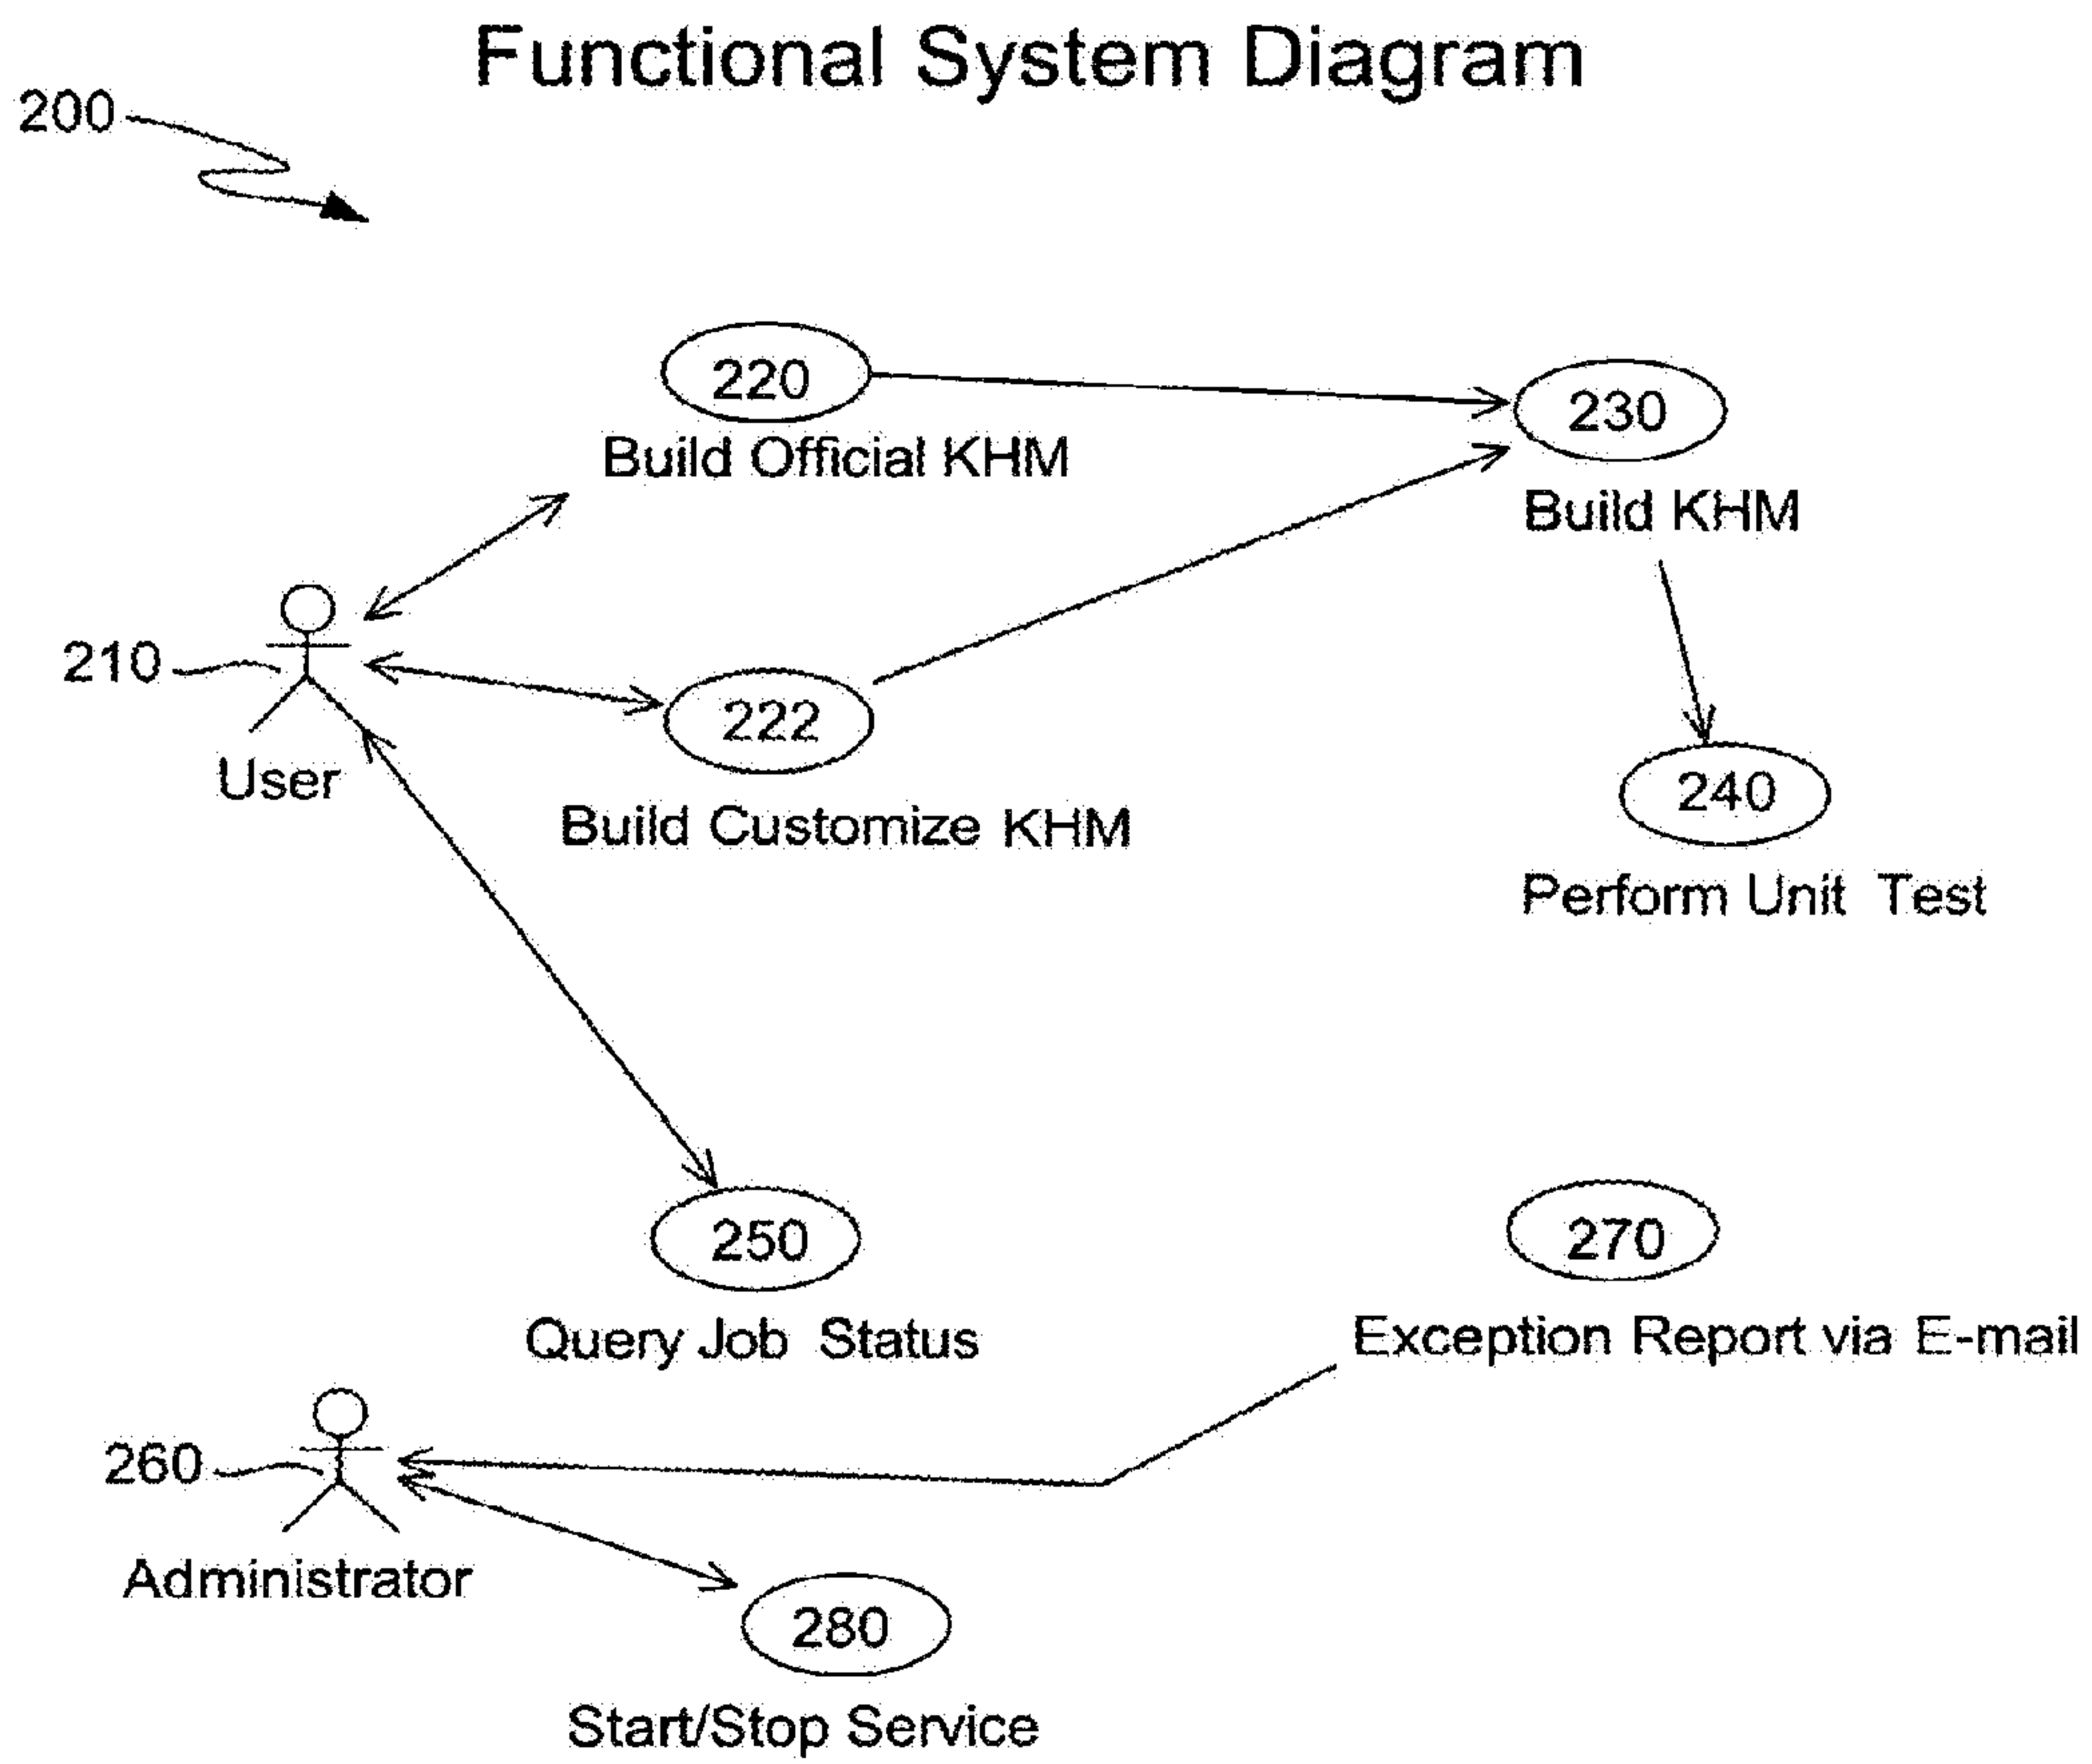 Functional System Diagram
200
220
230
Build Official KHM
Build KHM
210
222
User
240
Build Customize KHM
Perform Unit  Test
250
270
Query Job  Status
Exception Report via E-mail
260
Administrator
280
Start/Stop Service